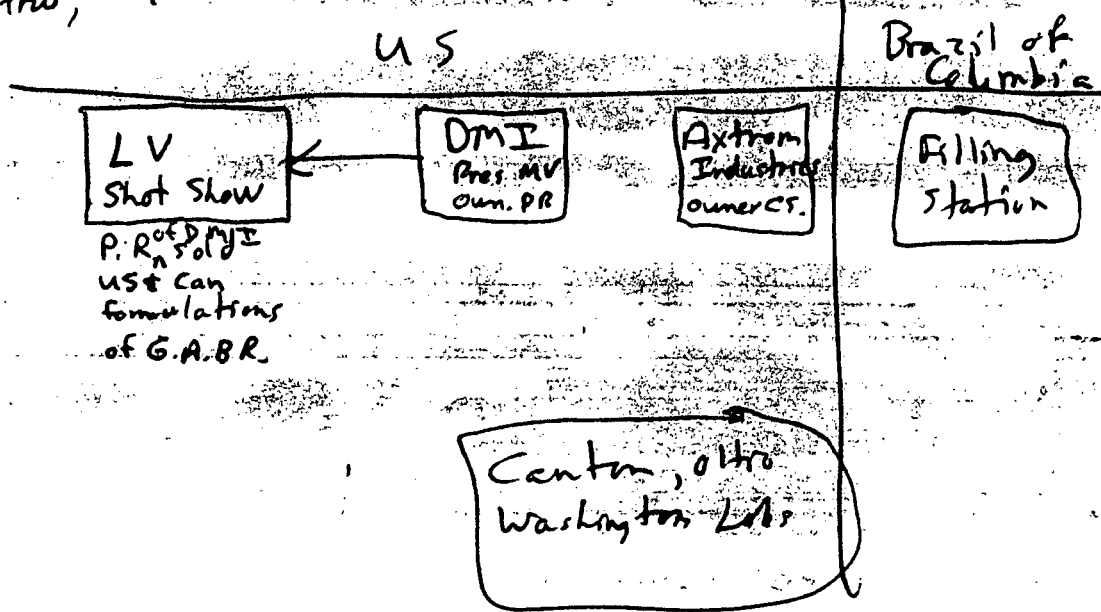 US
Brazil of
Columbia
LV
Shot Show
DMI
Pres. MV
Own. PR
Axtrom
Industries
owner CS.
Filling
Station
P. R. of DMI
sold
US & Can
formulations
of G.A.B.R.
Canton, Ohio
Washington Labs